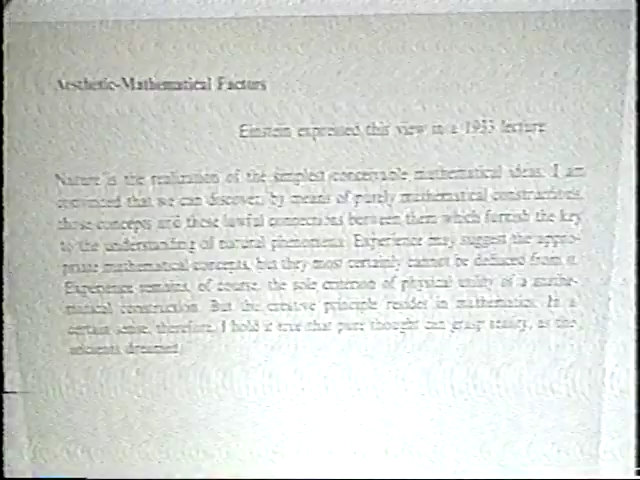 Aesthetic-Mathematical Factors
Einstein expressed this view in a 1933 lecture
Nature is the realization of the simplest conceivable mathematical ideas. I am
convinced that we can discover, by means of purely mathematical constructions,
those concepts and those lawful connections between them which furnish the key
to the understanding of natural phenomena. Experience may suggest the appro-
priate mathematical concepts, but they most certainly cannot be deduced from it.
Experience remains, of course, the sole criterion of physical utility of a mathe-
matical construction. But the creative principle resides in mathematics. In a
certain sense, therefore, I hold it true that pure thought can grasp reality, as the
ancients dreamed.